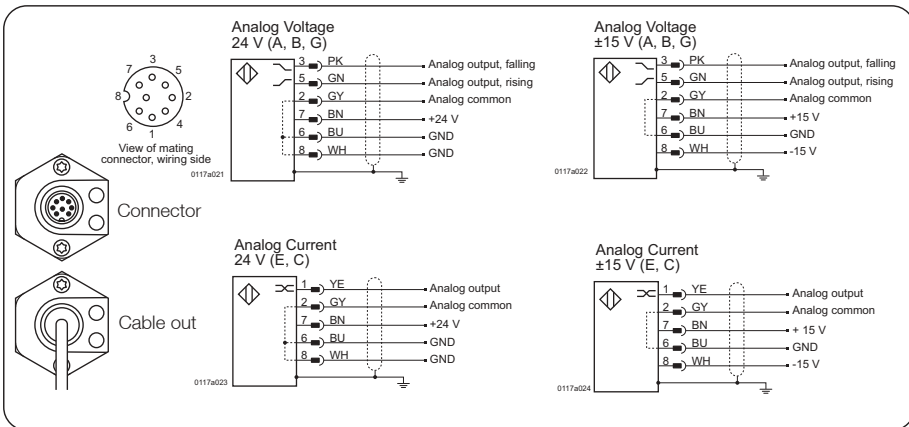 3
7 5
8 2
6 4
1
View of mating
connector, wiring side
Connector
Cable out
Analog Voltage
24 V (A, B, G)
3 PK Analog output, falling
5 GN Analog output, rising
2 GY Analog common
7 BN +24 V
6 BU GND
8 WH GND
0117a021
Analog Voltage
±15 V (A, B, G)
3 PK Analog output, falling
5 GN Analog output, rising
2 GY Analog common
7 BN +15 V
6 BU GND
8 WH -15 V
0117a022
Analog Current
24 V (E, C)
1 YE Analog output
2 GY Analog common
7 BN +24 V
6 BU GND
8 WH GND
0117a023
Analog Current
±15 V (E, C)
1 YE Analog output
2 GY Analog common
7 BN + 15 V
6 BU GND
8 WH -15 V
0117a024